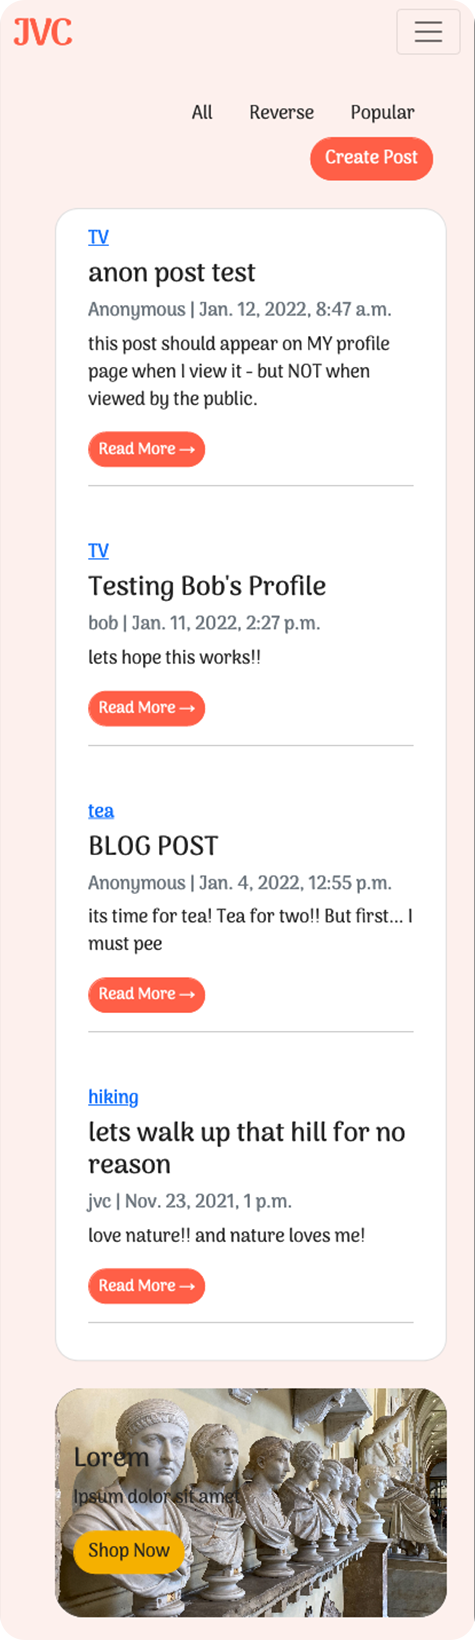 JVC
All Reverse Popular
Create Post
TV
anon post test
Anonymous | Jan. 12, 2022, 8:47 a.m.
this post should appear on MY profile
page when I view it - but NOT when
viewed by the public.
Read More →
TV
Testing Bob's Profile
bob | Jan. 11, 2022, 2:27 p.m.
lets hope this works!!
Read More →
tea
BLOG POST
Anonymous | Jan. 4, 2022, 12:55 p.m.
its time for tea! Tea for two!! But first... I
must pee
Read More →
hiking
lets walk up that hill for no
reason
jvc | Nov. 23, 2021, 1 p.m.
love nature!! and nature loves me!
Read More →
Lorem
Ipsum dolor sit amet
Shop Now